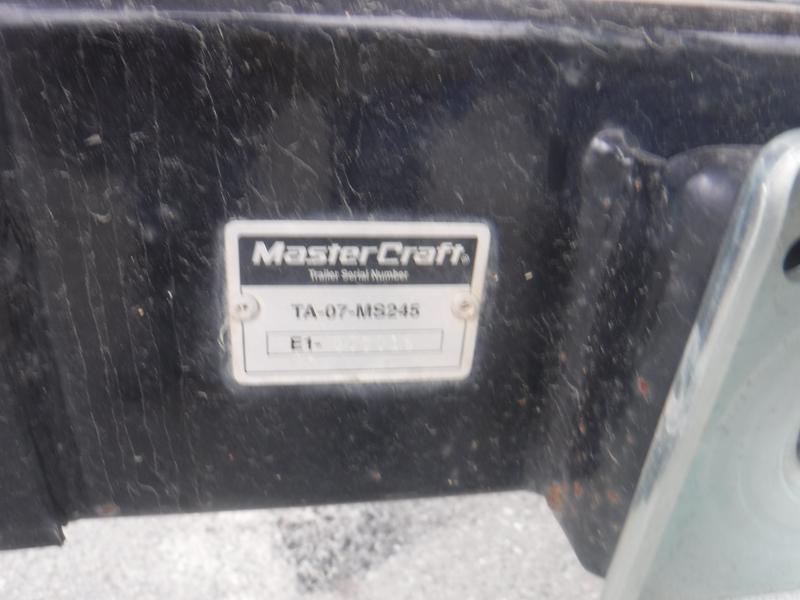 MasterCraft®
Trailer Serial Number
TA-07-MS245
E1-